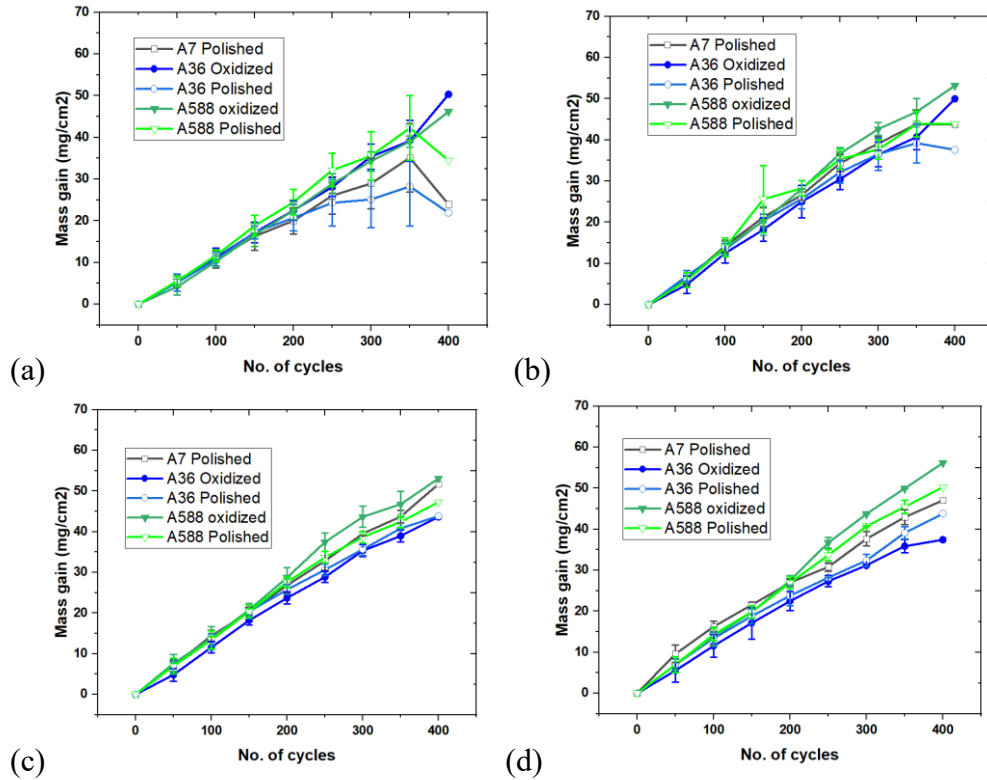 70
60
50
40
30
20
10
0
Mass gain (mg/cm2)
A7 Polished
A36 Oxidized
A36 Polished
A588 oxidized
A588 Polished
0 100 200 300 400
No. of cycles
(a)
70
60
50
40
30
20
10
0
Mass gain (mg/cm2)
A7 Polished
A36 Oxidized
A36 Polished
A588 oxidized
A588 Polished
0 100 200 300 400
No. of cycles
(b)
70
60
50
40
30
20
10
0
Mass gain (mg/cm2)
A7 Polished
A36 Oxidized
A36 Polished
A588 oxidized
A588 Polished
0 100 200 300 400
No. of cycles
(c)
70
60
50
40
30
20
10
0
Mass gain (mg/cm2)
A7 Polished
A36 Oxidized
A36 Polished
A588 oxidized
A588 Polished
0 100 200 300 400
No. of cycles
(d)